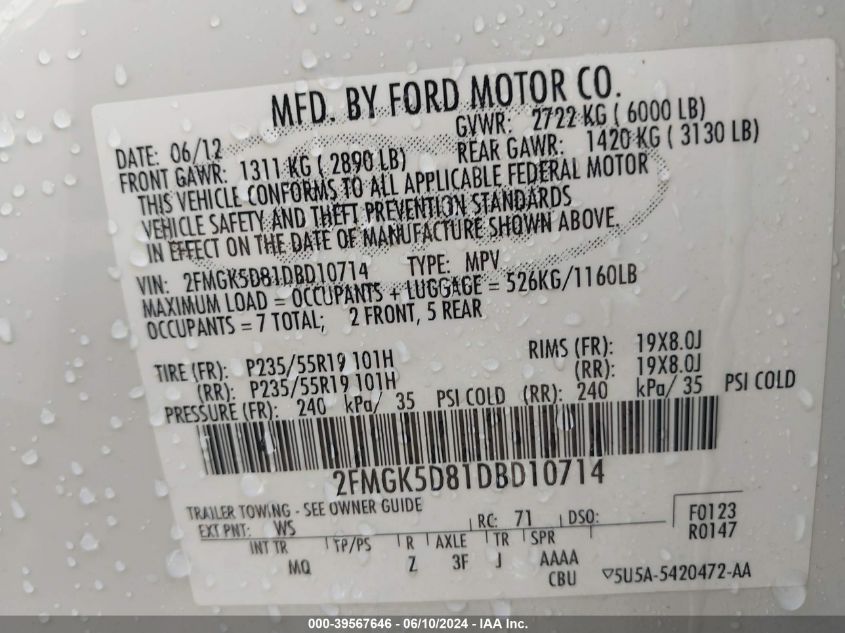 MFD. BY FORD MOTOR CO.
DATE: 06/12 GVWR: 2722 KG ( 6000 LB)
FRONT GAWR: 1311 KG ( 2890 LB) REAR GAWR: 1420 KG ( 3130 LB)
THIS VEHICLE CONFORMS TO ALL APPLICABLE FEDERAL MOTOR
VEHICLE SAFETY AND THEFT PREVENTION STANDARDS
IN EFFECT ON THE DATE OF MANUFACTURE SHOWN ABOVE.
VIN: 2FMGK5D81DBD10714 TYPE: MPV
MAXIMUM LOAD = OCCUPANTS + LUGGAGE = 526KG/1160LB
OCCUPANTS = 7 TOTAL; 2 FRONT, 5 REAR
TIRE (FR): P235/55R19 101H RIMS (FR): 19X8.0J
(RR): P235/55R19 101H (RR): 19X8.0J
PRESSURE (FR): 240 kPa/ 35 PSI COLD (RR): 240 kPa/ 35 PSI COLD
2FMGK5D81DBD10714
TRAILER TOWING - SEE OWNER GUIDE
EXT PNT: WS RC: 71 DSO: F0123
R0147
INT TR TP/PS R AXLE TR SPR
MQ Z 3F J AAAA
CBU ▽5U5A-5420472-AA
000-39567646 - 06/10/2024 - IAA Inc.